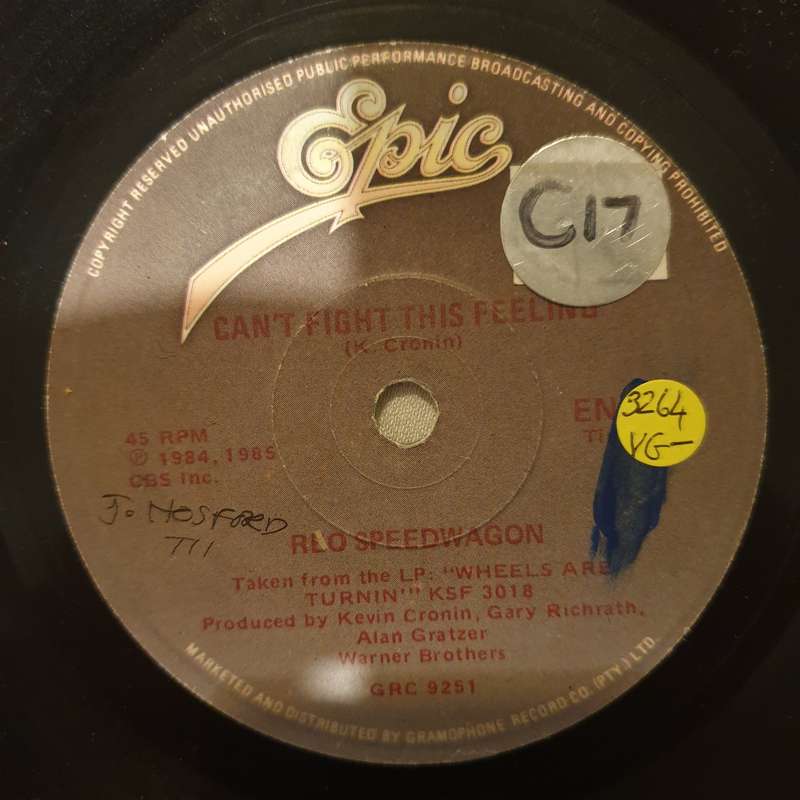 COPYRIGHT RESERVED UNAUTHORISED PUBLIC PERFORMANCE BROADCASTING AND COPYING PROHIBITED
Epic
C17
CAN'T FIGHT THIS FEELING
(K. Cronin)
EN
3264
VG-
45 RPM
℗ 1984, 1985
CBS Inc.
J. HOSFORD
REO SPEEDWAGON
Taken from the LP: "WHEELS ARE
TURNIN'" KSF 3018
Produced by Kevin Cronin, Gary Richrath,
Alan Gratzer
Warner Brothers
GRC 9251
MARKETED AND DISTRIBUTED BY GRAMOPHONE RECORD CO. (PTY.) LTD.